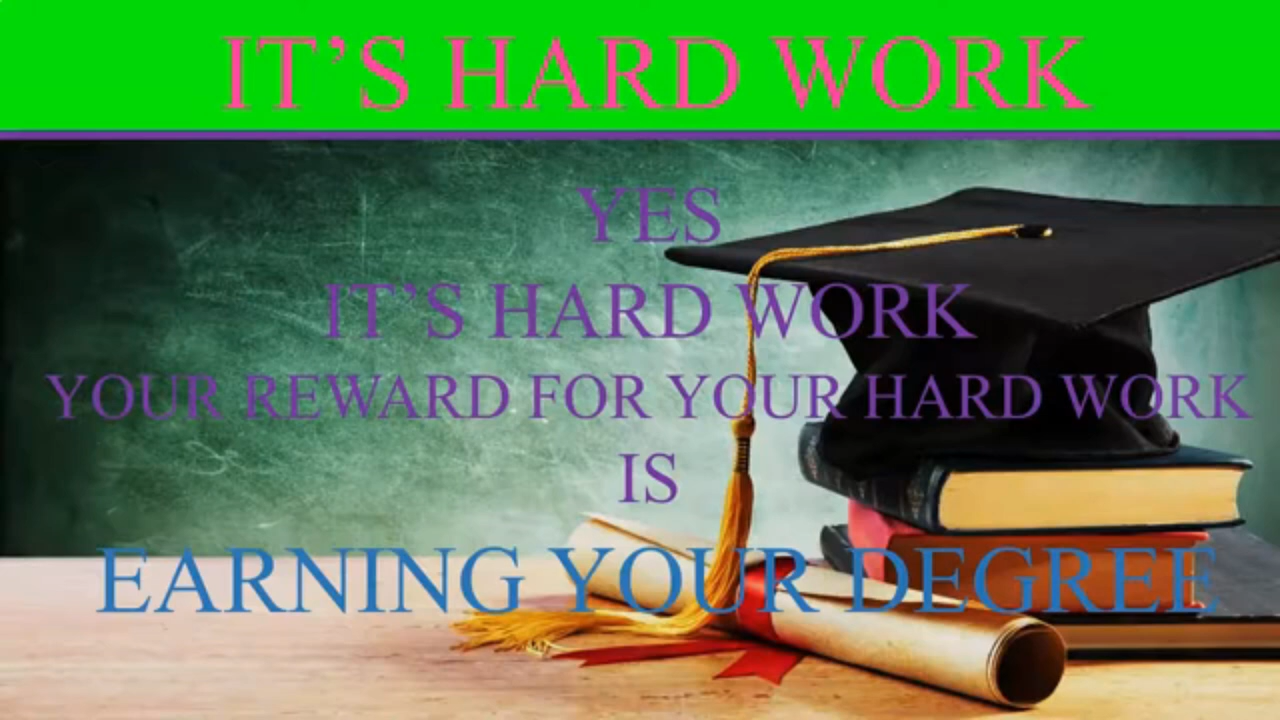 IT’S HARD WORK
YES
IT’S HARD WORK
YOUR REWARD FOR YOUR HARD WORK
IS
EARNING YOUR DEGREE